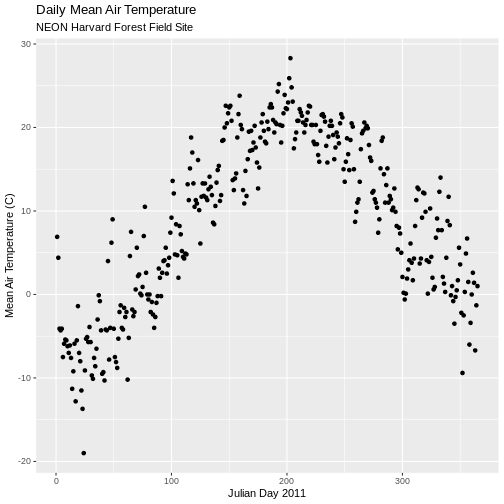 Daily Mean Air Temperature
NEON Harvard Forest Field Site
30
20
10
0
-10
-20
Mean Air Temperature (C)
0 100 200 300
Julian Day 2011